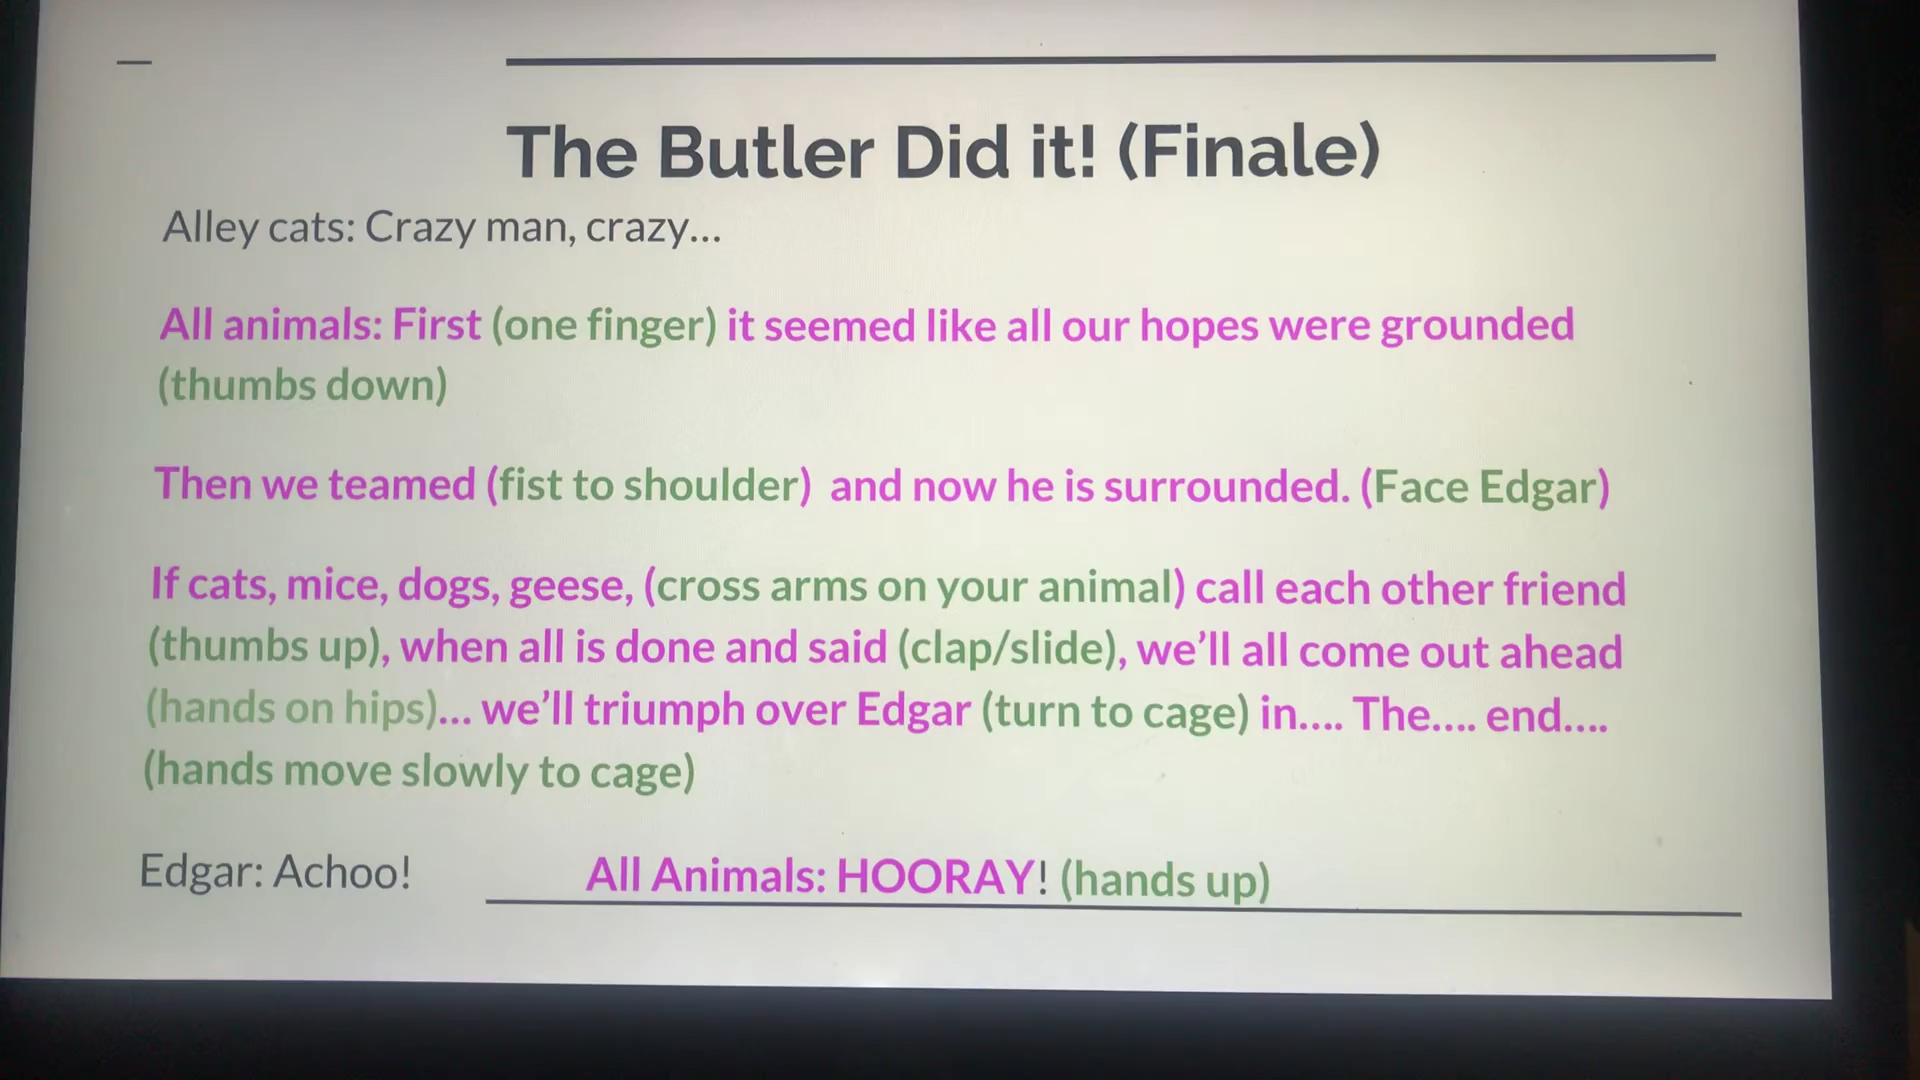 The Butler Did it! (Finale)
Alley cats: Crazy man, crazy...
All animals: First (one finger) it seemed like all our hopes were grounded
(thumbs down)
Then we teamed (fist to shoulder) and now he is surrounded. (Face Edgar)
If cats, mice, dogs, geese, (cross arms on your animal) call each other friend
(thumbs up), when all is done and said (clap/slide), we’ll all come out ahead
(hands on hips)... we’ll triumph over Edgar (turn to cage) in.... The.... end....
(hands move slowly to cage)
Edgar: Achoo!
All Animals: HOORAY! (hands up)